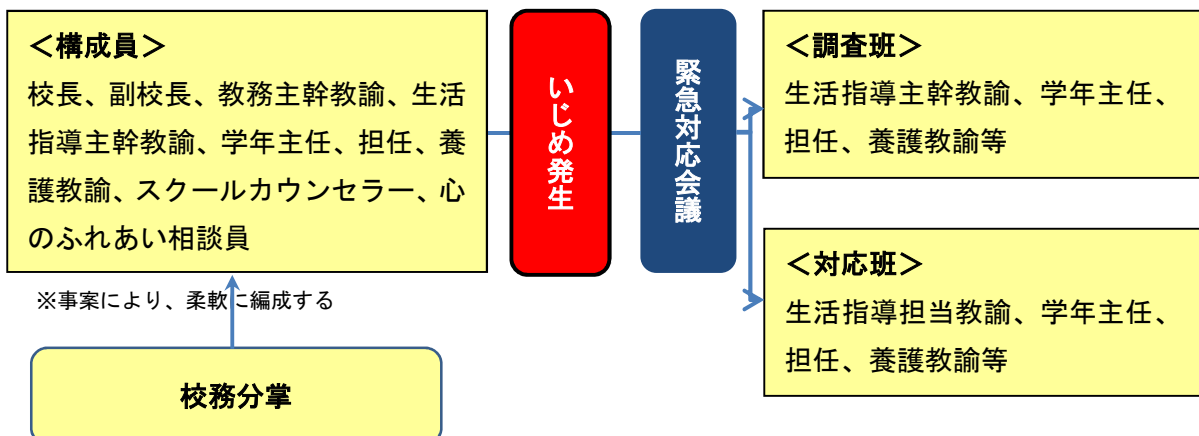 ＜構成員＞
校長、副校長、教務主幹教諭、生活
指導主幹教諭、学年主任、担任、養
護教諭、スクールカウンセラー、心
のふれあい相談員
※事案により、柔軟に編成する
校務分掌
いじめ発生
緊急対応会議
＜調査班＞
生活指導主幹教諭、学年主任、
担任、養護教諭等
＜対応班＞
生活指導担当教諭、学年主任、
担任、養護教諭等